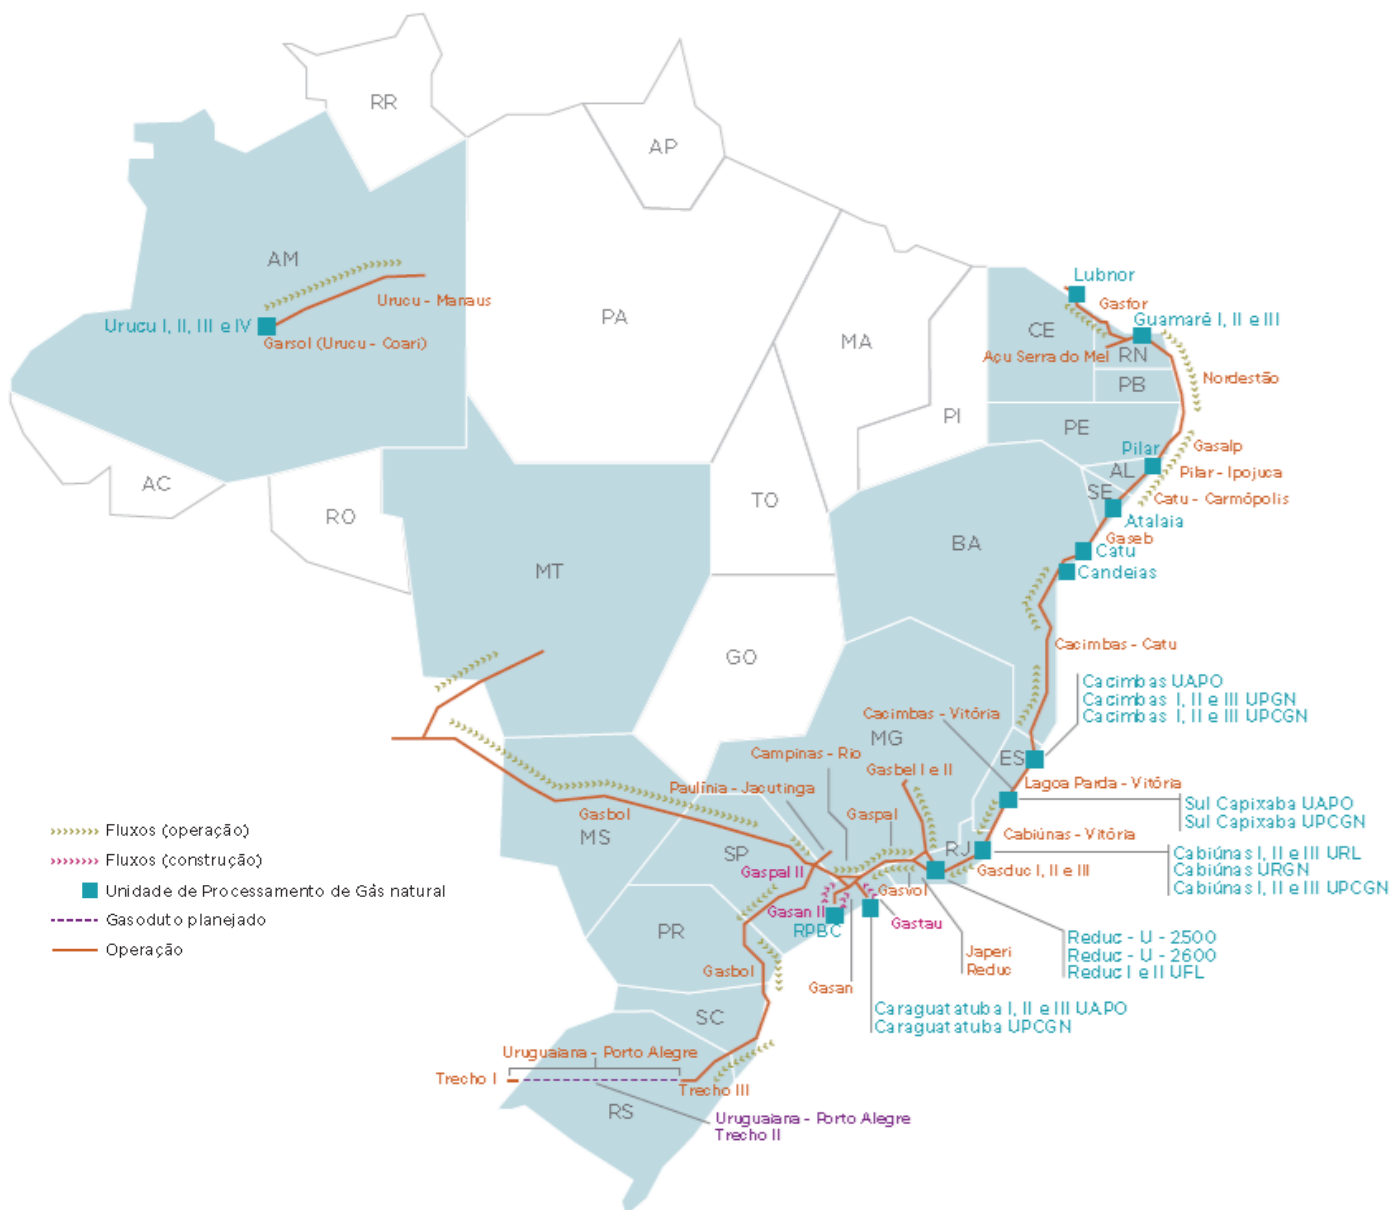 RR
AP
AM
Urucu - Manaus
Urucu I, II, III e IV
Garsol (Urucu - Coari)
PA
MA
Lubnor
Gasfor
Guamaré I, II e III
CE
Açu Serra do Mel
RN
PB
Nordestão
PI
PE
Pilar
Gasalp
AL
Pilar - Ipojuca
SE
Catu - Carmópolis
Atalaia
Gaseb
Catu
Candeias
AC
RO
TO
BA
MT
GO
Cacimbas - Catu
Cacimbas UAPO
Cacimbas I, II e III UPGN
Cacimbas I, II e III UPCGN
Cacimbas - Vitória
MG
ES
Campinas - Rio
Gasbel I e II
Paulínia - Jacutinga
Lagoa Parda - Vitória
Sul Capixaba UAPO
Sul Capixaba UPCGN
Gasbol
Gaspal
MS
SP
RJ
Cabiúnas - Vitória
Cabiúnas I, II e III URL
Cabiúnas URGN
Cabiúnas I, II e III UPCGN
Gaspal II
Gasduc I, II e III
Gasvol
Gasan II
RPBC
Gastau
PR
Gasbol
Japeri
Reduc
Gasan
Reduc - U - 2500
Reduc - U - 2600
Reduc I e II UFL
Caraguatatuba I, II e III UAPO
Caraguatatuba UPCGN
SC
Uruguaiana - Porto Alegre
Trecho I
Trecho III
RS
Uruguaiana - Porto Alegre
Trecho II
Fluxos (operação)
Fluxos (construção)
Unidade de Processamento de Gás natural
Gasoduto planejado
Operação